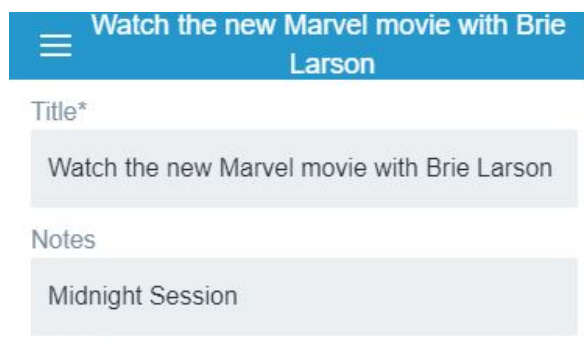 Watch the new Marvel movie with Brie
Larson
Title*
Watch the new Marvel movie with Brie Larson
Notes
Midnight Session